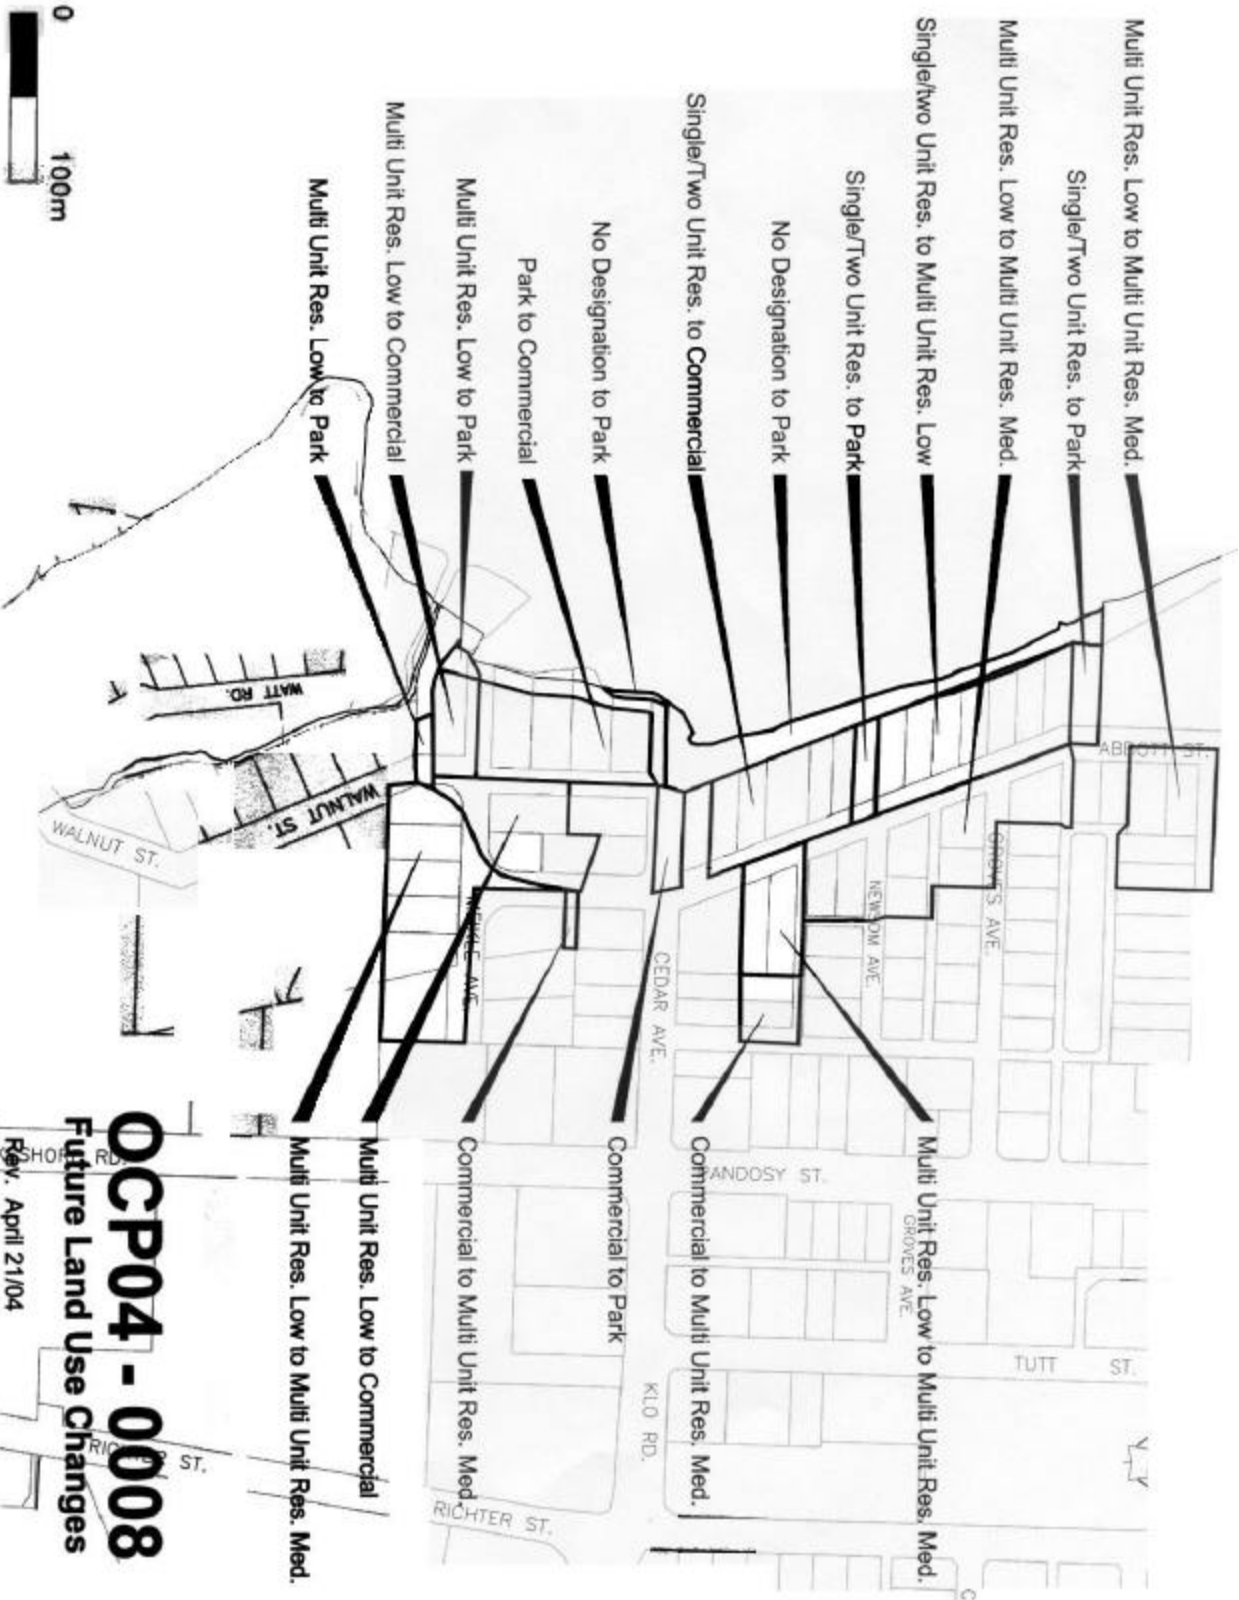 Multi Unit Res. Low to Multi Unit Res. Med.
Single/Two Unit Res. to Park
Multi Unit Res. Low to Multi Unit Res. Med.
Single/two Unit Res. to Multi Unit Res. Low
Single/Two Unit Res. to Park
No Designation to Park
Single/Two Unit Res. to Commercial
No Designation to Park
Park to Commercial
Multi Unit Res. Low to Park
Multi Unit Res. Low to Commercial
Multi Unit Res. Low to Park
0 100m
ABBOTT ST.
GROVES AVE.
NEWSOM AVE.
CEDAR AVE.
MEIKLE AVE.
WALNUT ST.
WATT RD.
WALNUT ST.
Multi Unit Res. Low to Multi Unit Res. Med.
Commercial to Multi Unit Res. Med.
Commercial to Park
Commercial to Multi Unit Res. Med.
Multi Unit Res. Low to Commercial
Multi Unit Res. Low to Multi Unit Res. Med.
PANDOSY ST.
GROVES AVE.
TUTT ST.
KLO RD.
RICHTER ST.
RICHTER ST.
OCP04 - 0008
Future Land Use Changes
Rev. April 21/04